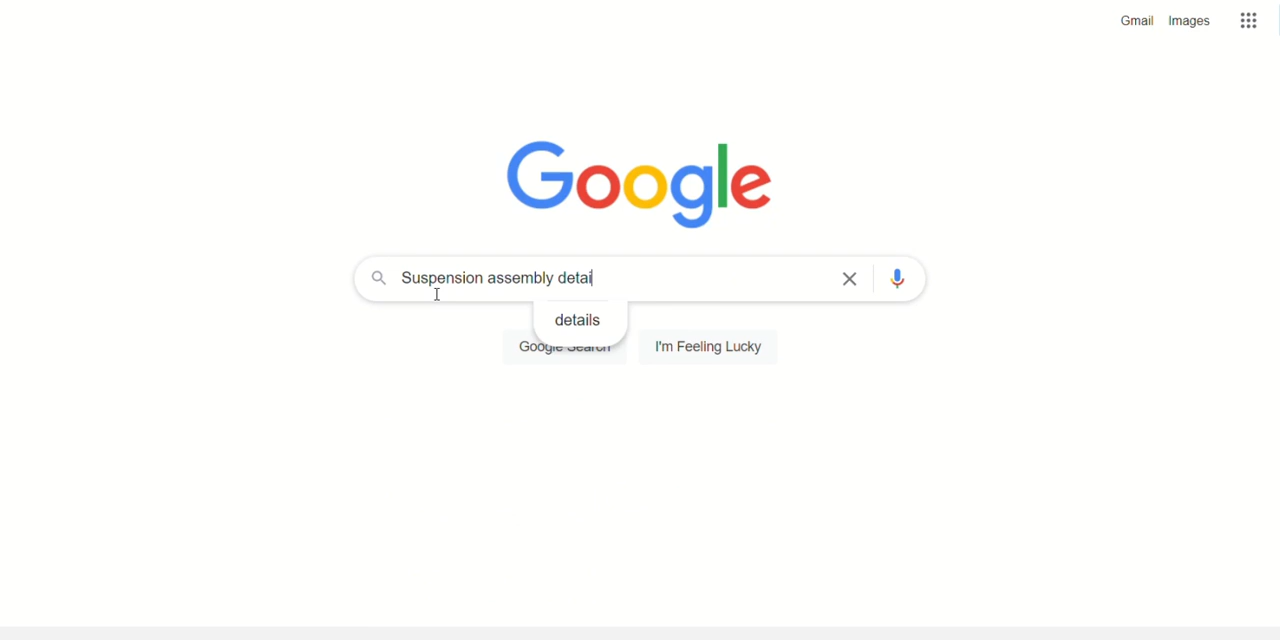 Gmail Images
Google
Suspension assembly detai
details
Google Search I'm Feeling Lucky